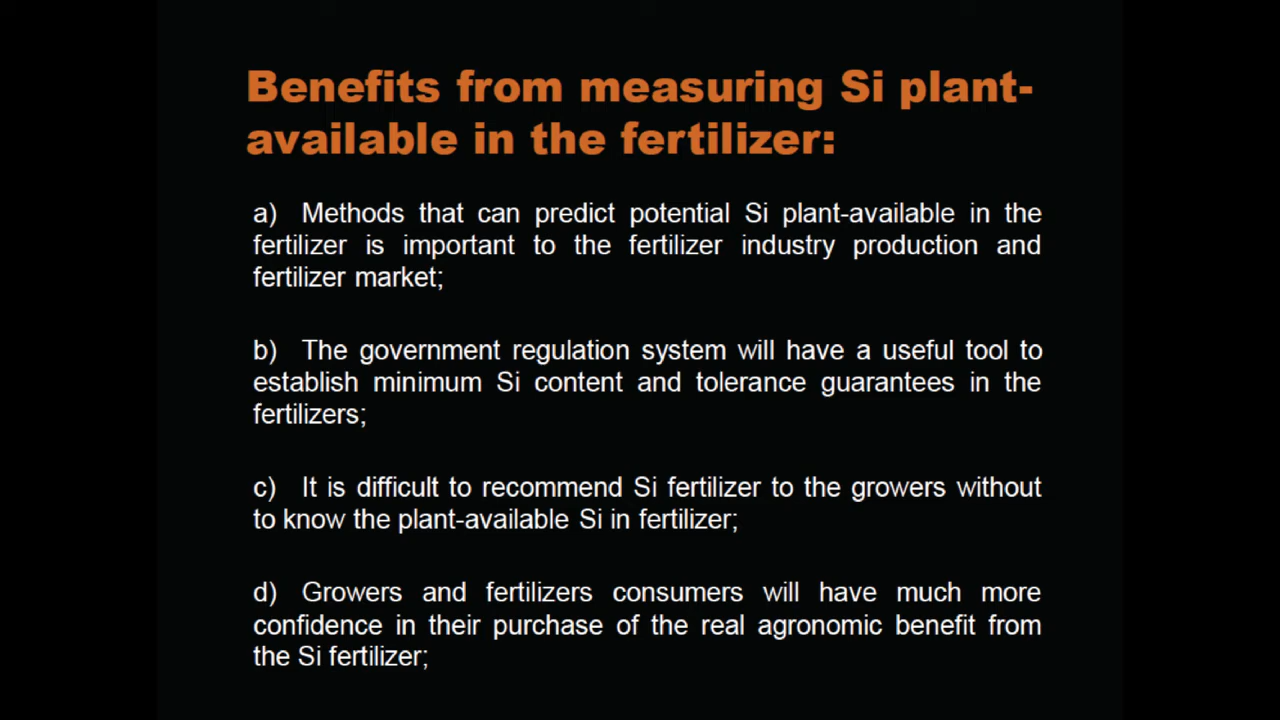 Benefits from measuring Si plant-
available in the fertilizer:
a) Methods that can predict potential Si plant-available in the
fertilizer is important to the fertilizer industry production and
fertilizer market;
b) The government regulation system will have a useful tool to
establish minimum Si content and tolerance guarantees in the
fertilizers;
c) It is difficult to recommend Si fertilizer to the growers without
to know the plant-available Si in fertilizer;
d) Growers and fertilizers consumers will have much more
confidence in their purchase of the real agronomic benefit from
the Si fertilizer;